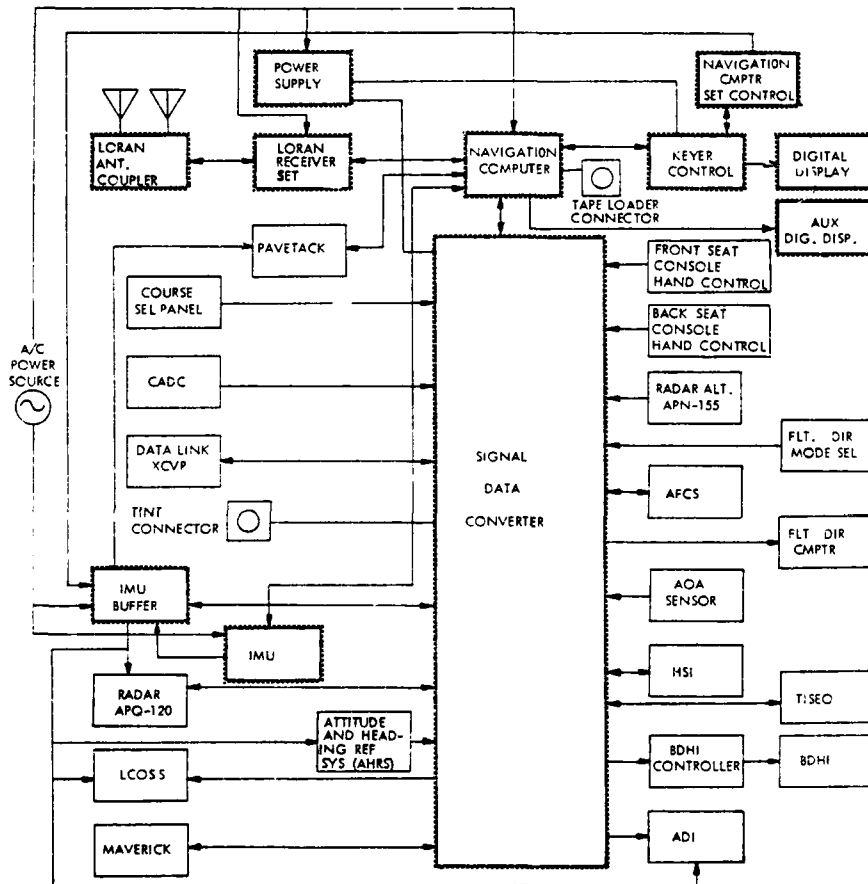 POWER
SUPPLY
NAVIGATION
CMPTR
SET CONTROL
LORAN
ANT.
COUPLER
LORAN
RECEIVER
SET
NAVIGATION
COMPUTER
KEYER
CONTROL
DIGITAL
DISPLAY
TAPE LOADER
CONNECTOR
AUX
DIG. DISP.
PAVETACK
FRONT SEAT
CONSOLE
HAND CONTROL
COURSE
SEL PANEL
BACK SEAT
CONSOLE
HAND CONTROL
A/C
POWER
SOURCE
CADC
RADAR ALT.
APN-155
DATA LINK
XCVP
SIGNAL
DATA
CONVERTER
FLT. DIR
MODE SEL
AFCS
TINT
CONNECTOR
FLT DIR
CMPTR
IMU
BUFFER
AOA
SENSOR
IMU
HSI
RADAR
APQ-120
TISEO
ATTITUDE
AND HEAD-
ING REF
SYS (AHRS)
BDHI
CONTROLLER
BDHI
LCOSS
MAVERICK
ADI